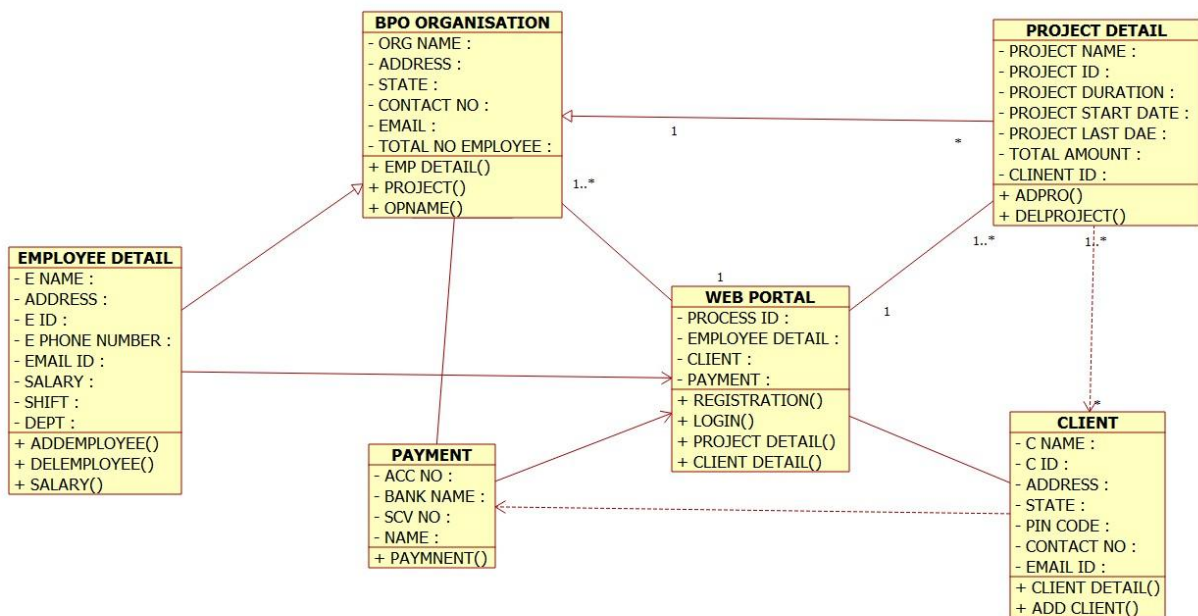 BPO ORGANISATION
- ORG NAME :
- ADDRESS :
- STATE :
- CONTACT NO :
- EMAIL :
- TOTAL NO EMPLOYEE :
+ EMP DETAIL()
+ PROJECT()
+ OPNAME()
PROJECT DETAIL
- PROJECT NAME :
- PROJECT ID :
- PROJECT DURATION :
- PROJECT START DATE :
- PROJECT LAST DAE :
- TOTAL AMOUNT :
- CLINENT ID :
+ ADPRO()
+ DELPROJECT()
1
*
1..*
1
1..*
1
1..*
*
EMPLOYEE DETAIL
- E NAME :
- ADDRESS :
- E ID :
- E PHONE NUMBER :
- EMAIL ID :
- SALARY :
- SHIFT :
- DEPT :
+ ADDEMPLOYEE()
+ DELEMPLOYEE()
+ SALARY()
WEB PORTAL
- PROCESS ID :
- EMPLOYEE DETAIL :
- CLIENT :
- PAYMENT :
+ REGISTRATION()
+ LOGIN()
+ PROJECT DETAIL()
+ CLIENT DETAIL()
PAYMENT
- ACC NO :
- BANK NAME :
- SCV NO :
- NAME :
+ PAYMNENT()
CLIENT
- C NAME :
- C ID :
- ADDRESS :
- STATE :
- PIN CODE :
- CONTACT NO :
- EMAIL ID :
+ CLIENT DETAIL()
+ ADD CLIENT()